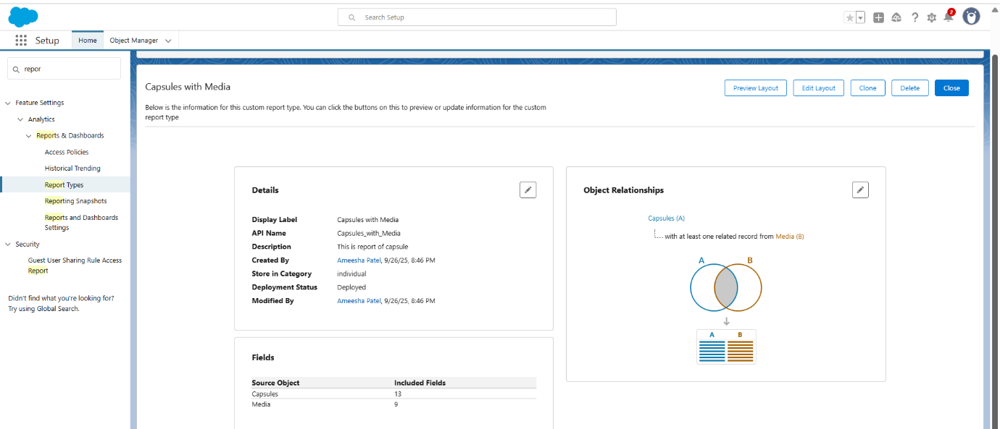 Search Setup
2
Setup
Home
Object Manager
repor
Feature Settings
Analytics
Reports & Dashboards
Access Policies
Historical Trending
Report Types
Reporting Snapshots
Reports and Dashboards
Settings
Security
Guest User Sharing Rule Access
Report
Didn't find what you're looking for?
Try using Global Search.
Capsules with Media
Preview Layout
Edit Layout
Clone
Delete
Close
Below is the information for this custom report type. You can click the buttons on this to preview or update information for the custom
report type
Details
Display Label Capsules with Media
API Name Capsules_with_Media
Description This is report of capsule
Created By Ameesha Patel, 9/26/25, 8:46 PM
Store in Category individual
Deployment Status Deployed
Modified By Ameesha Patel, 9/26/25, 8:46 PM
Fields
Source Object Included Fields
Capsules 13
Media 9
Object Relationships
Capsules (A)
with at least one related record from Media (B)
A B
A B